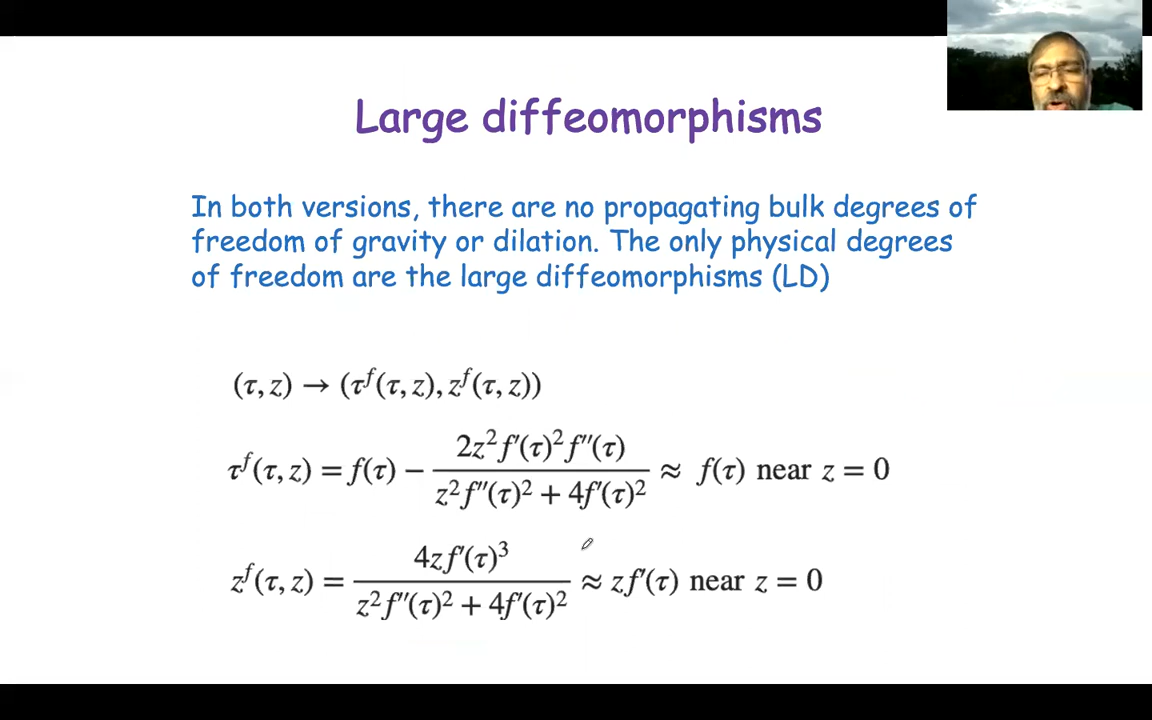 Large diffeomorphisms
In both versions, there are no propagating bulk degrees of
freedom of gravity or dilation. The only physical degrees
of freedom are the large diffeomorphisms (LD)
(τ, z) → (τ^f(τ, z), z^f(τ, z))
τ^f(τ, z) = f(τ) − \frac{2z²f′(τ)²f″(τ)}{z²f″(τ)² + 4f′(τ)²} ≈ f(τ) near z = 0
z^f(τ, z) = \frac{4zf′(τ)³}{z²f″(τ)² + 4f′(τ)²} ≈ zf′(τ) near z = 0